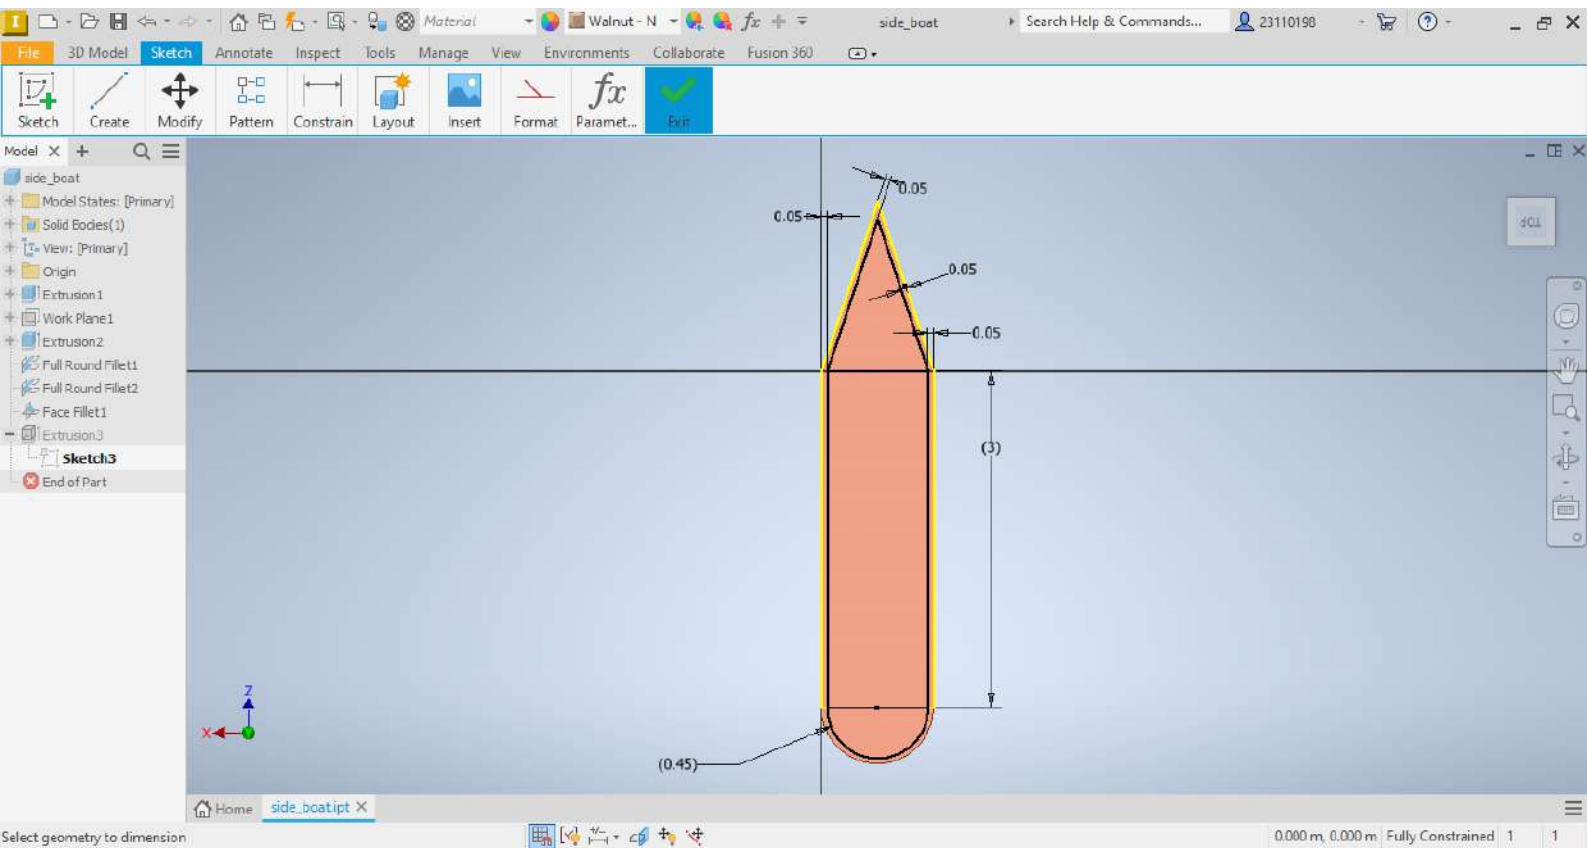 I Material Walnut - N fx side_boat Search Help & Commands... 23110198
File 3D Model Sketch Annotate Inspect Tools Manage View Environments Collaborate Fusion 360
fx
Sketch Create Modify Pattern Constrain Layout Insert Format Paramet... Exit
Model
side_boat
Model States: [Primary]
Solid Bodies(1)
View: [Primary]
Origin
Extrusion1
Work Plane1
Extrusion2
Full Round Fillet1
Full Round Fillet2
Face Fillet1
Extrusion3
Sketch3
End of Part
0.05
0.05
0.05
0.05
(3)
(0.45)
TOP
Z
X
Home side_boat.ipt
Select geometry to dimension 0.000 m, 0.000 m Fully Constrained 1 1